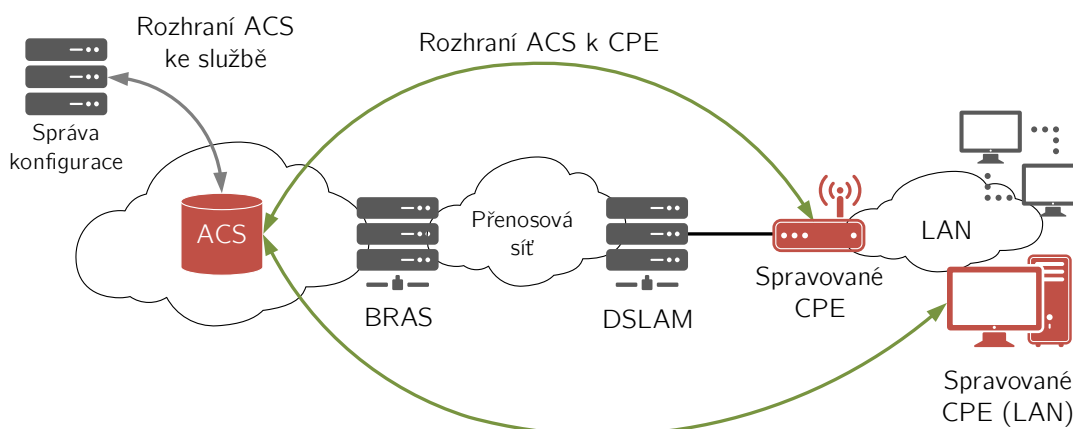 Rozhraní ACS
ke službě
Rozhraní ACS k CPE
Správa
konfigurace
ACS
Přenosová
síť
LAN
BRAS
DSLAM
Spravované
CPE
Spravované
CPE (LAN)